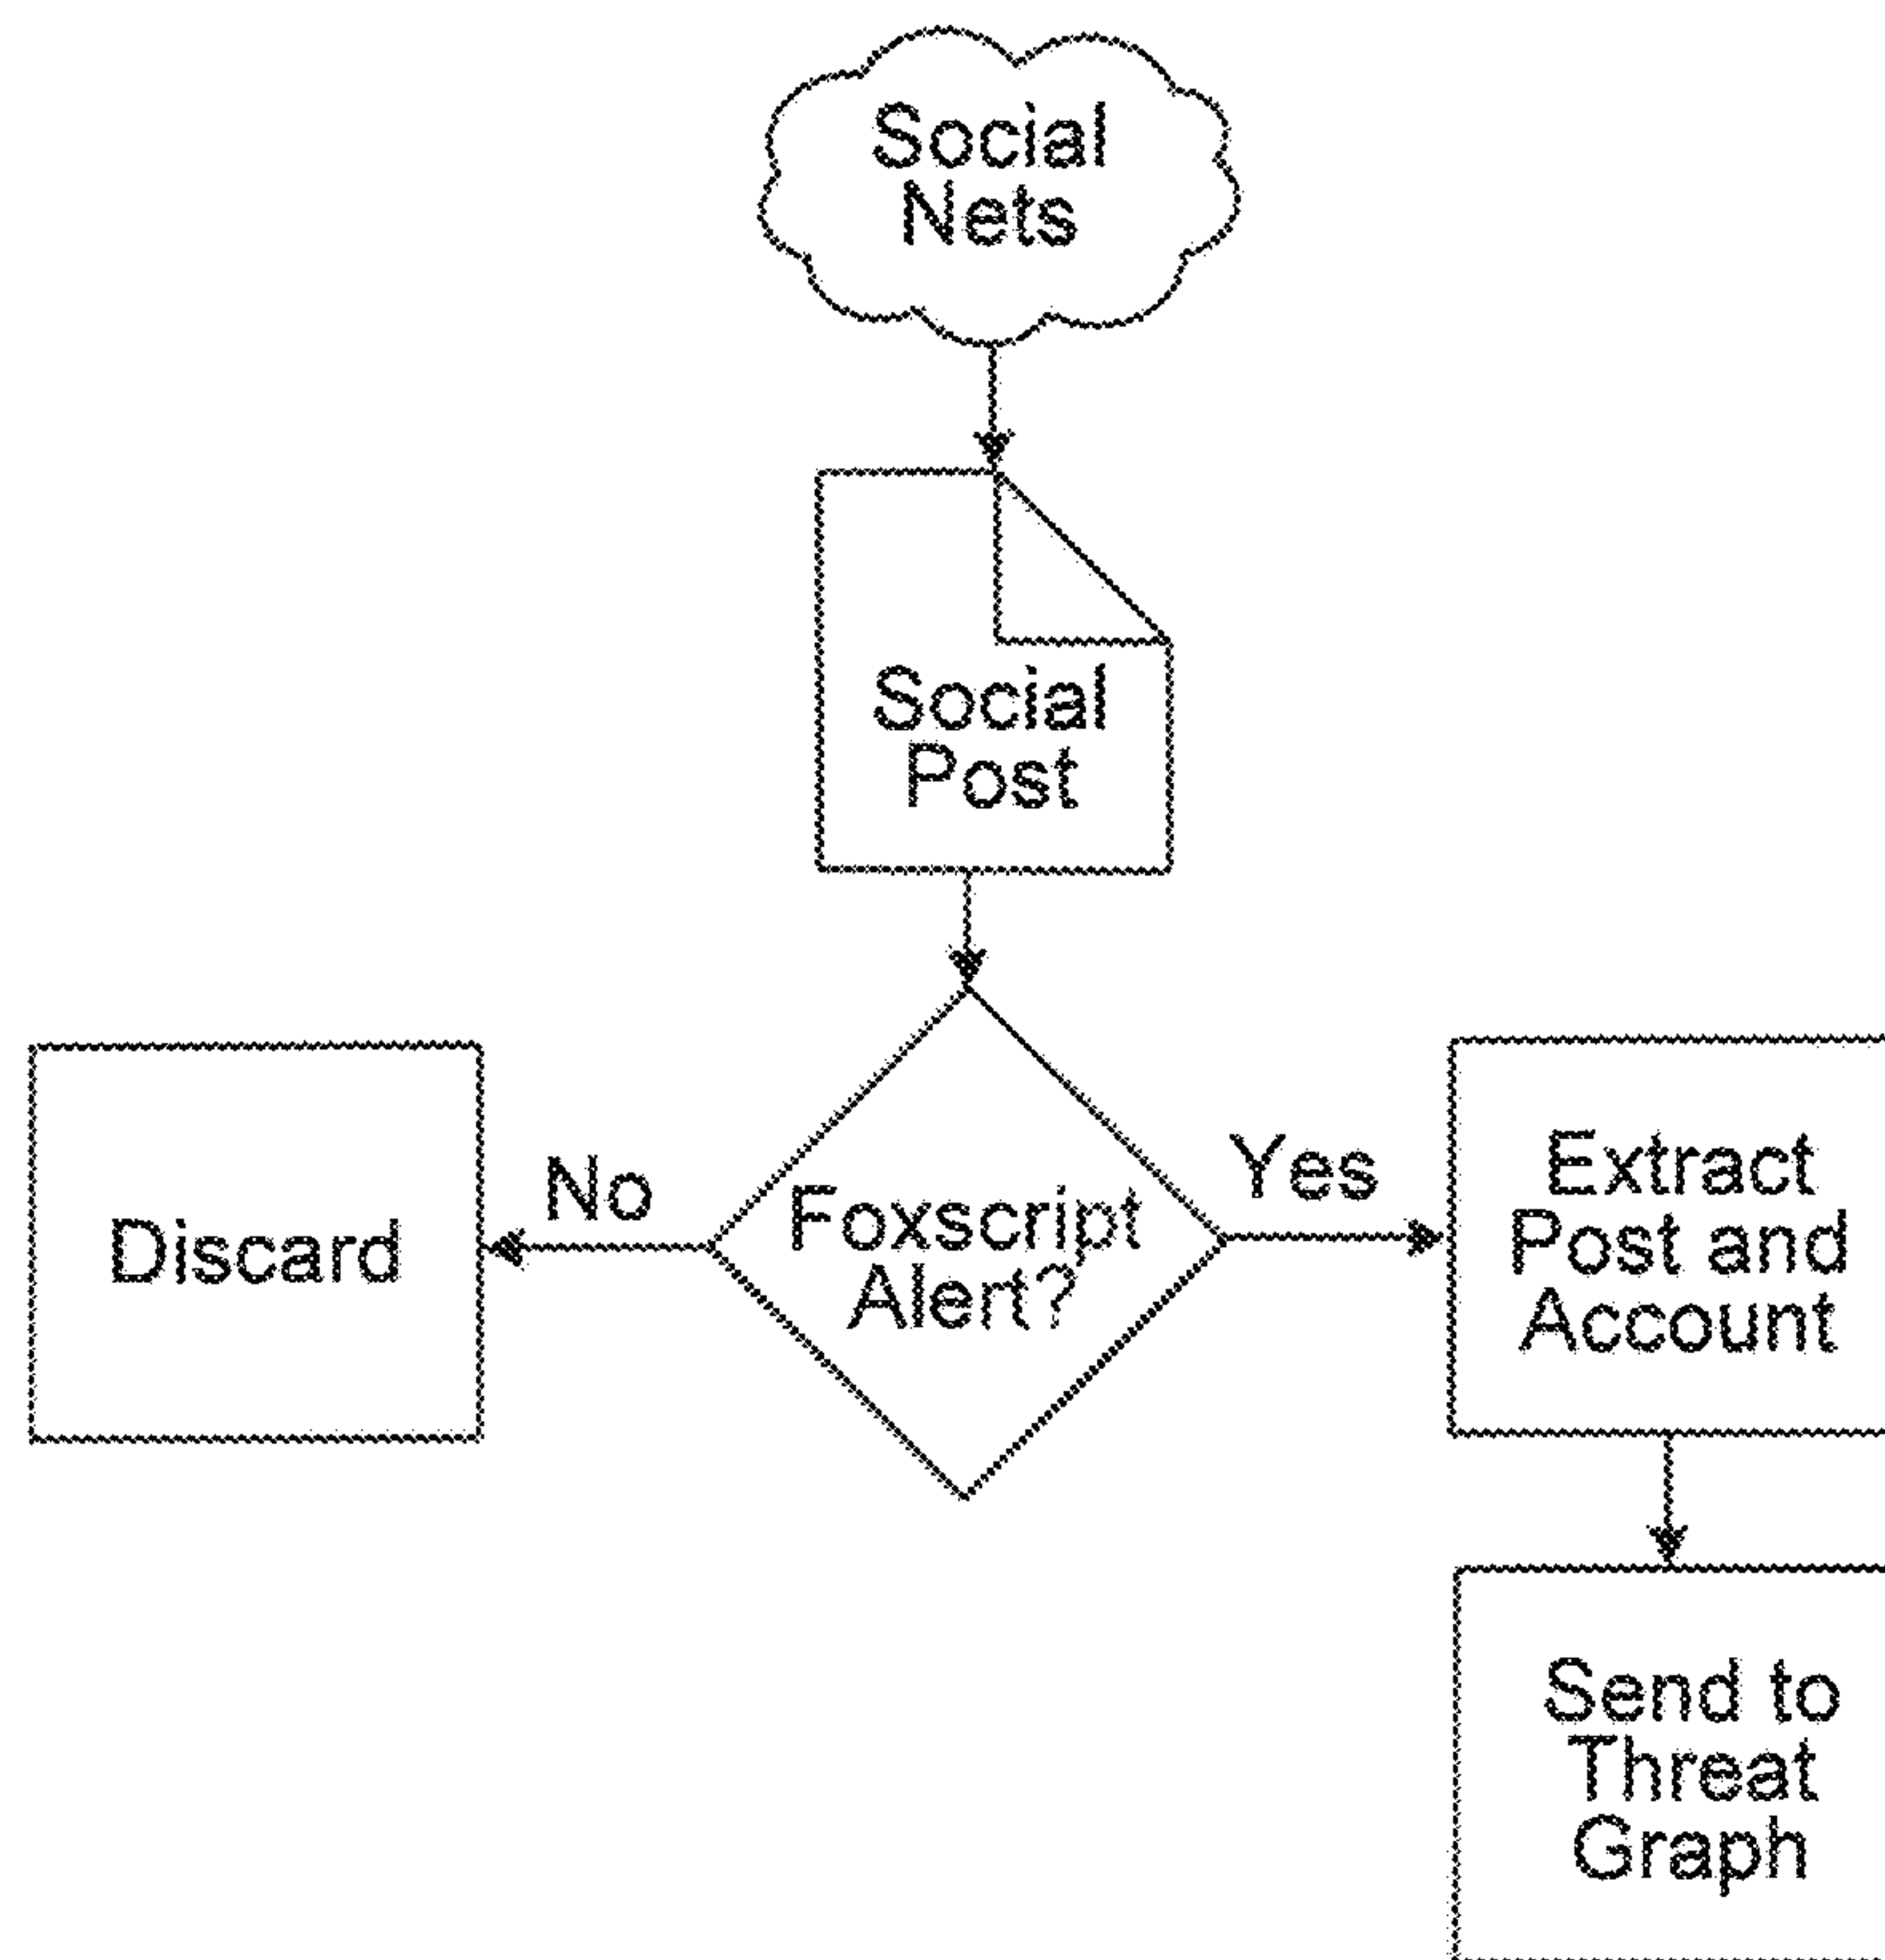 Social
Nets
Social
Post
Foxscript
Alert?
No
Discard
Yes
Extract
Post and
Account
Send to
Threat
Graph